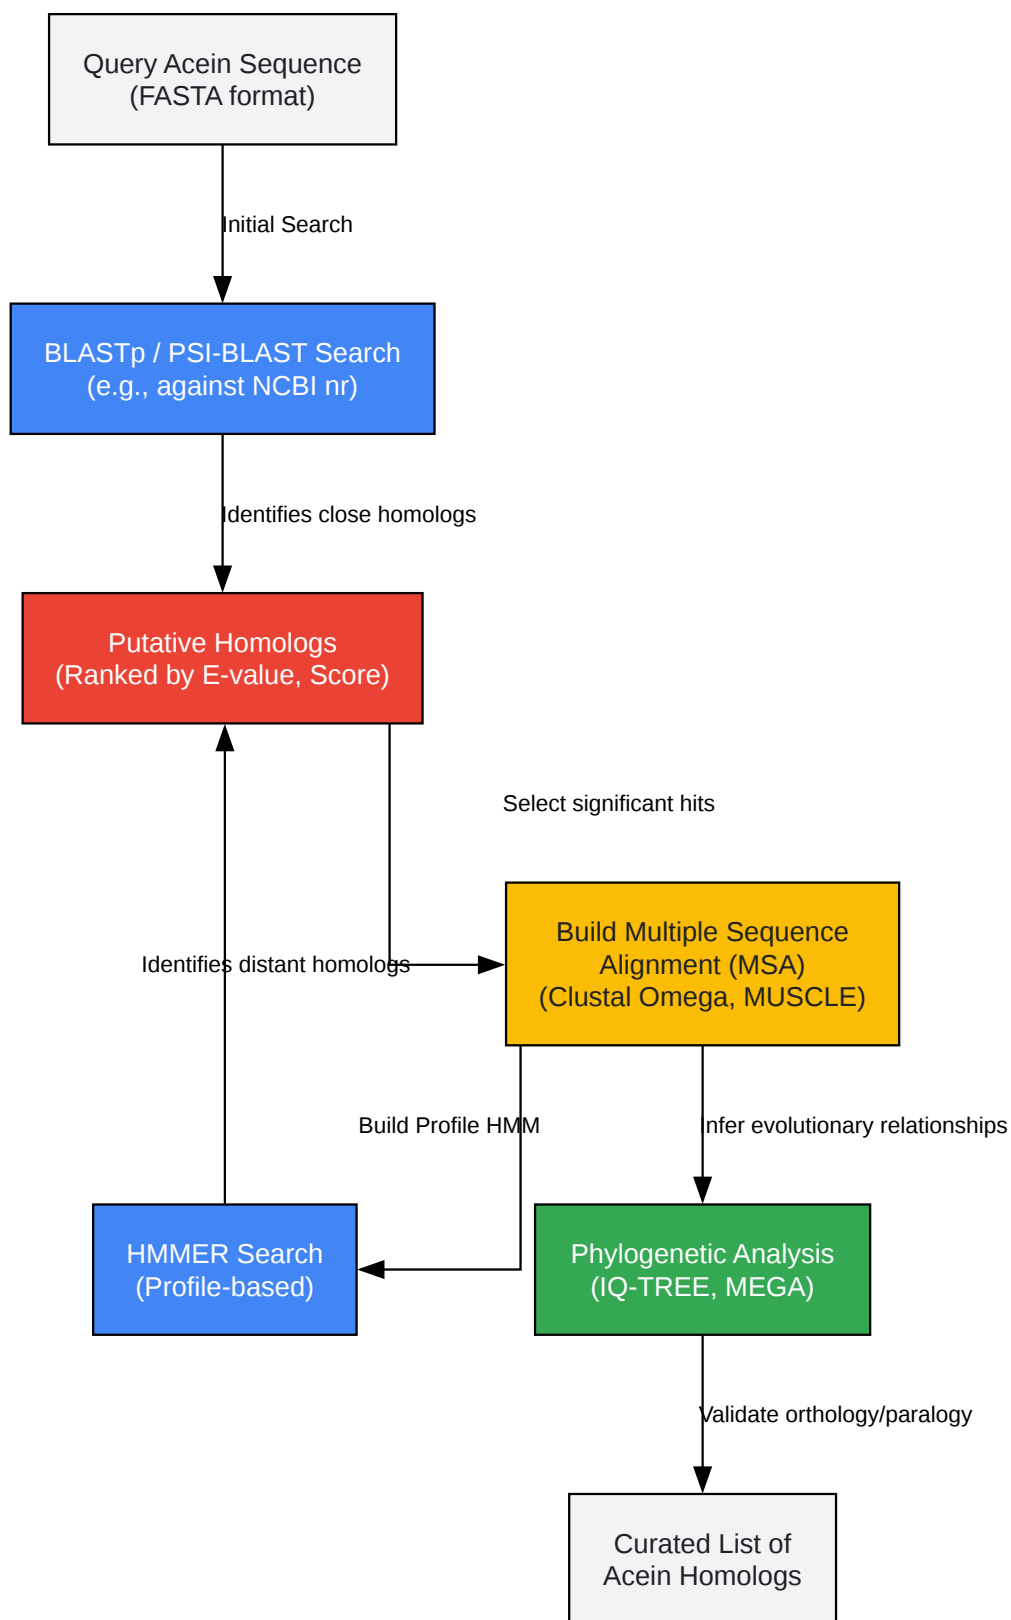 Query Acein Sequence
(FASTA format)
Initial Search
BLASTp / PSI-BLAST Search
(e.g., against NCBI nr)
Identifies close homologs
Putative Homologs
(Ranked by E-value, Score)
Select significant hits
Build Multiple Sequence
Alignment (MSA)
(Clustal Omega, MUSCLE)
Identifies distant homologs
Build Profile HMM
Infer evolutionary relationships
HMMER Search
(Profile-based)
Phylogenetic Analysis
(IQ-TREE, MEGA)
Validate orthology/paralogy
Curated List of
Acein Homologs